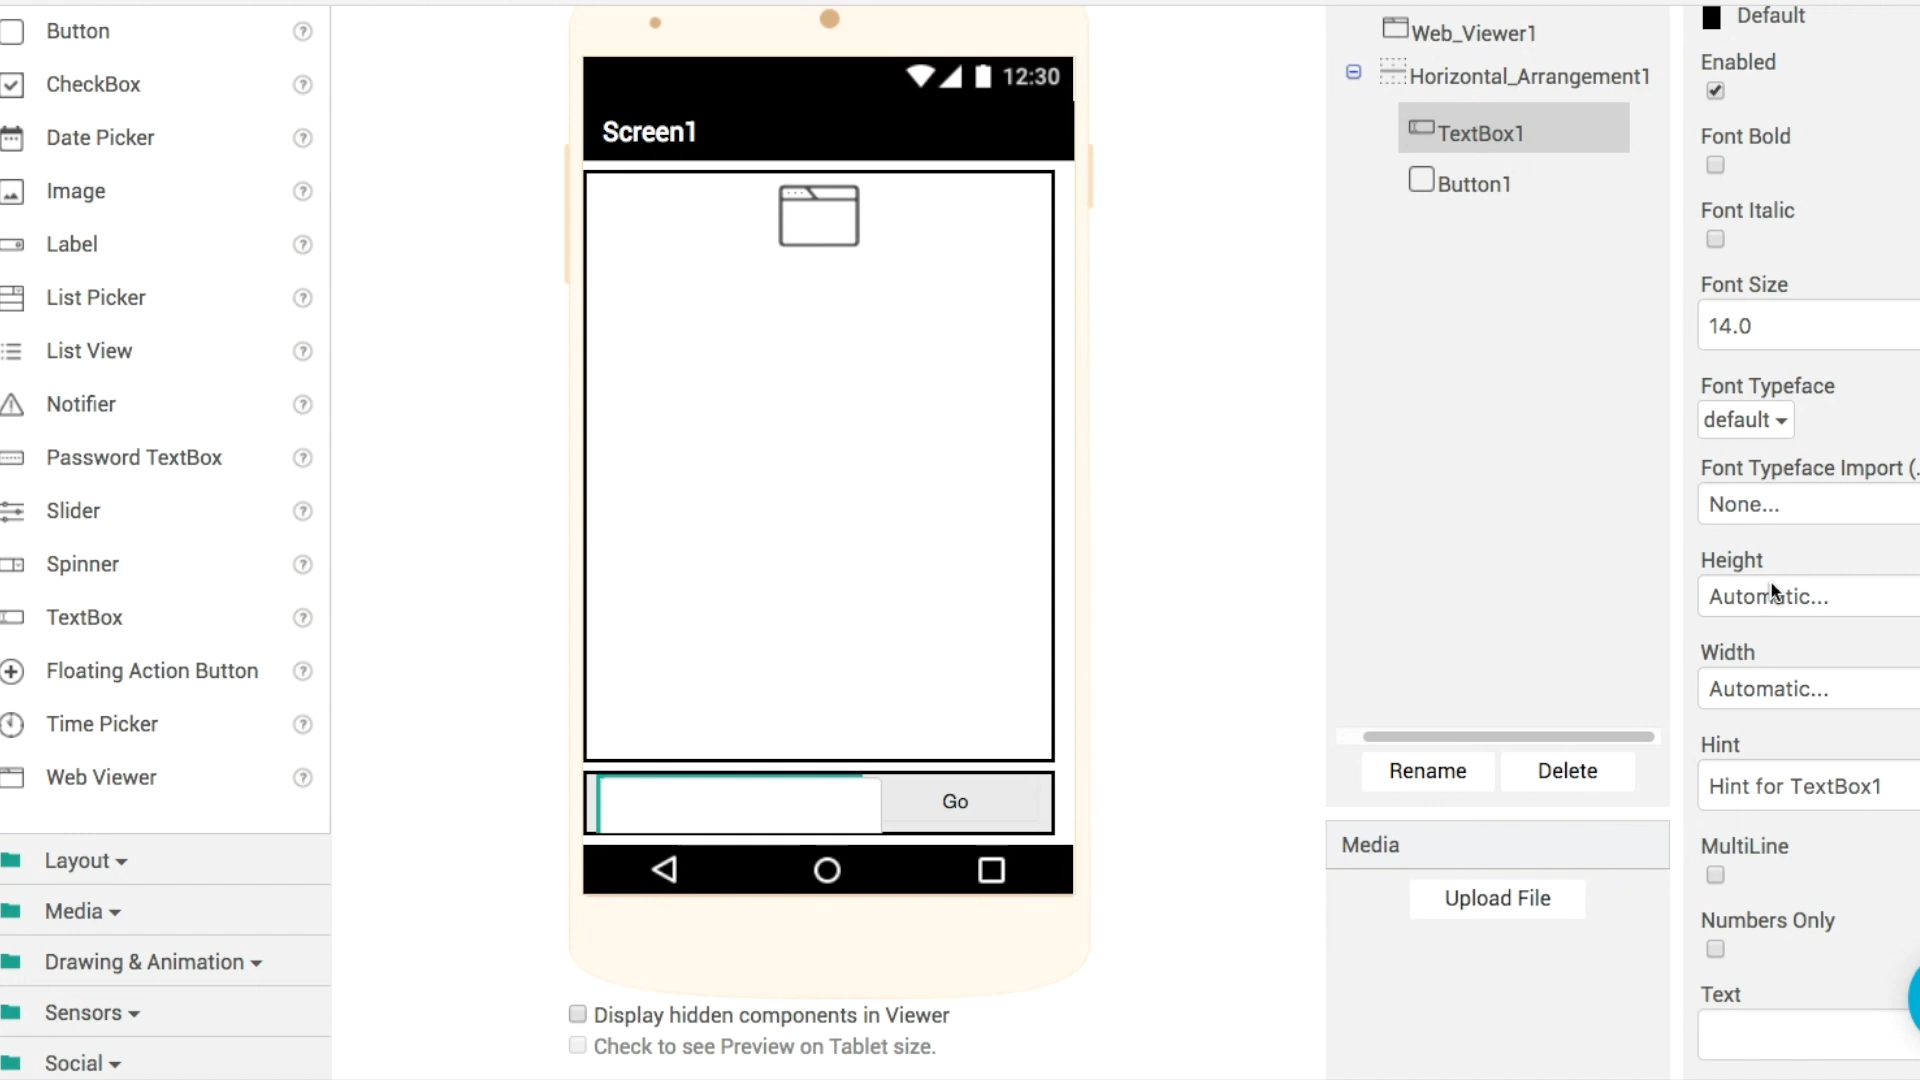 Button
CheckBox
Date Picker
Image
Label
List Picker
List View
Notifier
Password TextBox
Slider
Spinner
TextBox
Floating Action Button
Time Picker
Web Viewer
Layout
Media
Drawing & Animation
Sensors
Social
12:30
Screen1
Go
Display hidden components in Viewer
Check to see Preview on Tablet size.
Web_Viewer1
Horizontal_Arrangement1
TextBox1
Button1
Rename
Delete
Media
Upload File
Default
Enabled
Font Bold
Font Italic
Font Size
14.0
Font Typeface
default
Font Typeface Import (.
None...
Height
Automatic...
Width
Automatic...
Hint
Hint for TextBox1
MultiLine
Numbers Only
Text